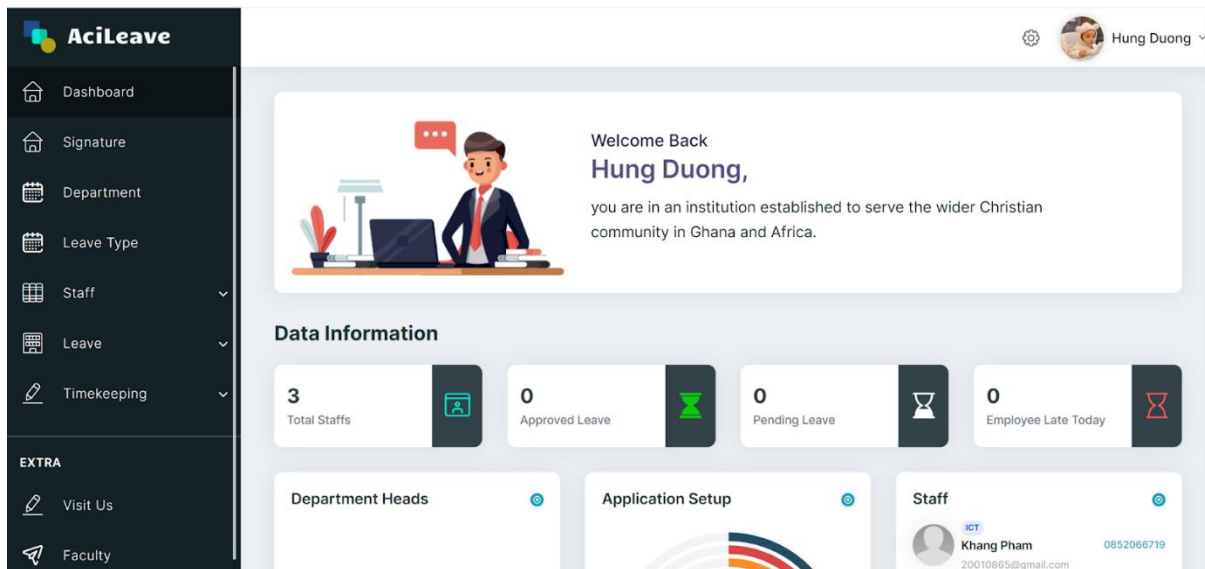 AciLeave
Hung Duong
Dashboard
Signature
Department
Leave Type
Staff
Leave
Timekeeping
EXTRA
Visit Us
Faculty
Welcome Back
Hung Duong,
you are in an institution established to serve the wider Christian
community in Ghana and Africa.
Data Information
3
Total Staffs
0
Approved Leave
0
Pending Leave
0
Employee Late Today
Department Heads
Application Setup
Staff
ICT
Khang Pham
0852066719
20010865@gmail.com